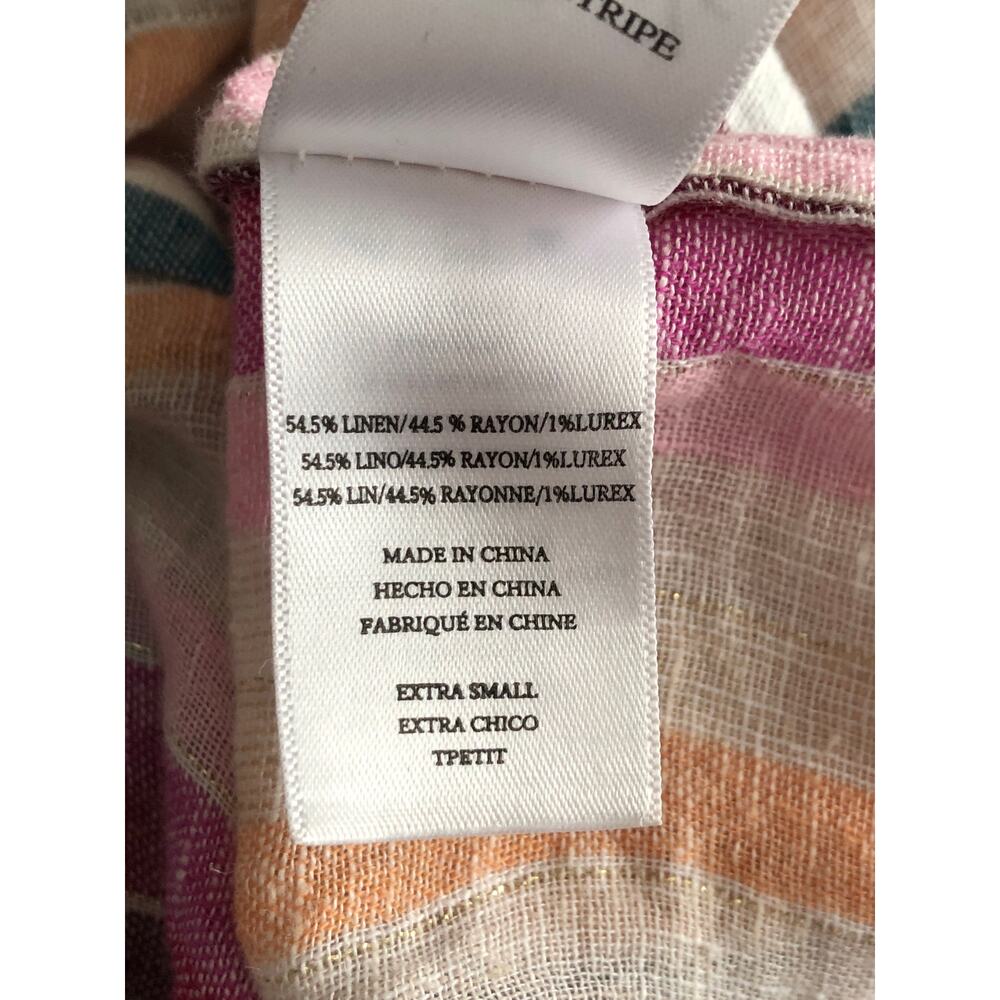 TRIPE
54.5% LINEN/44.5 % RAYON/1%LUREX
54.5% LINO/44.5% RAYON/1%LUREX
54.5% LIN/44.5% RAYONNE/1%LUREX
MADE IN CHINA
HECHO EN CHINA
FABRIQUÉ EN CHINE
EXTRA SMALL
EXTRA CHICO
TPETIT